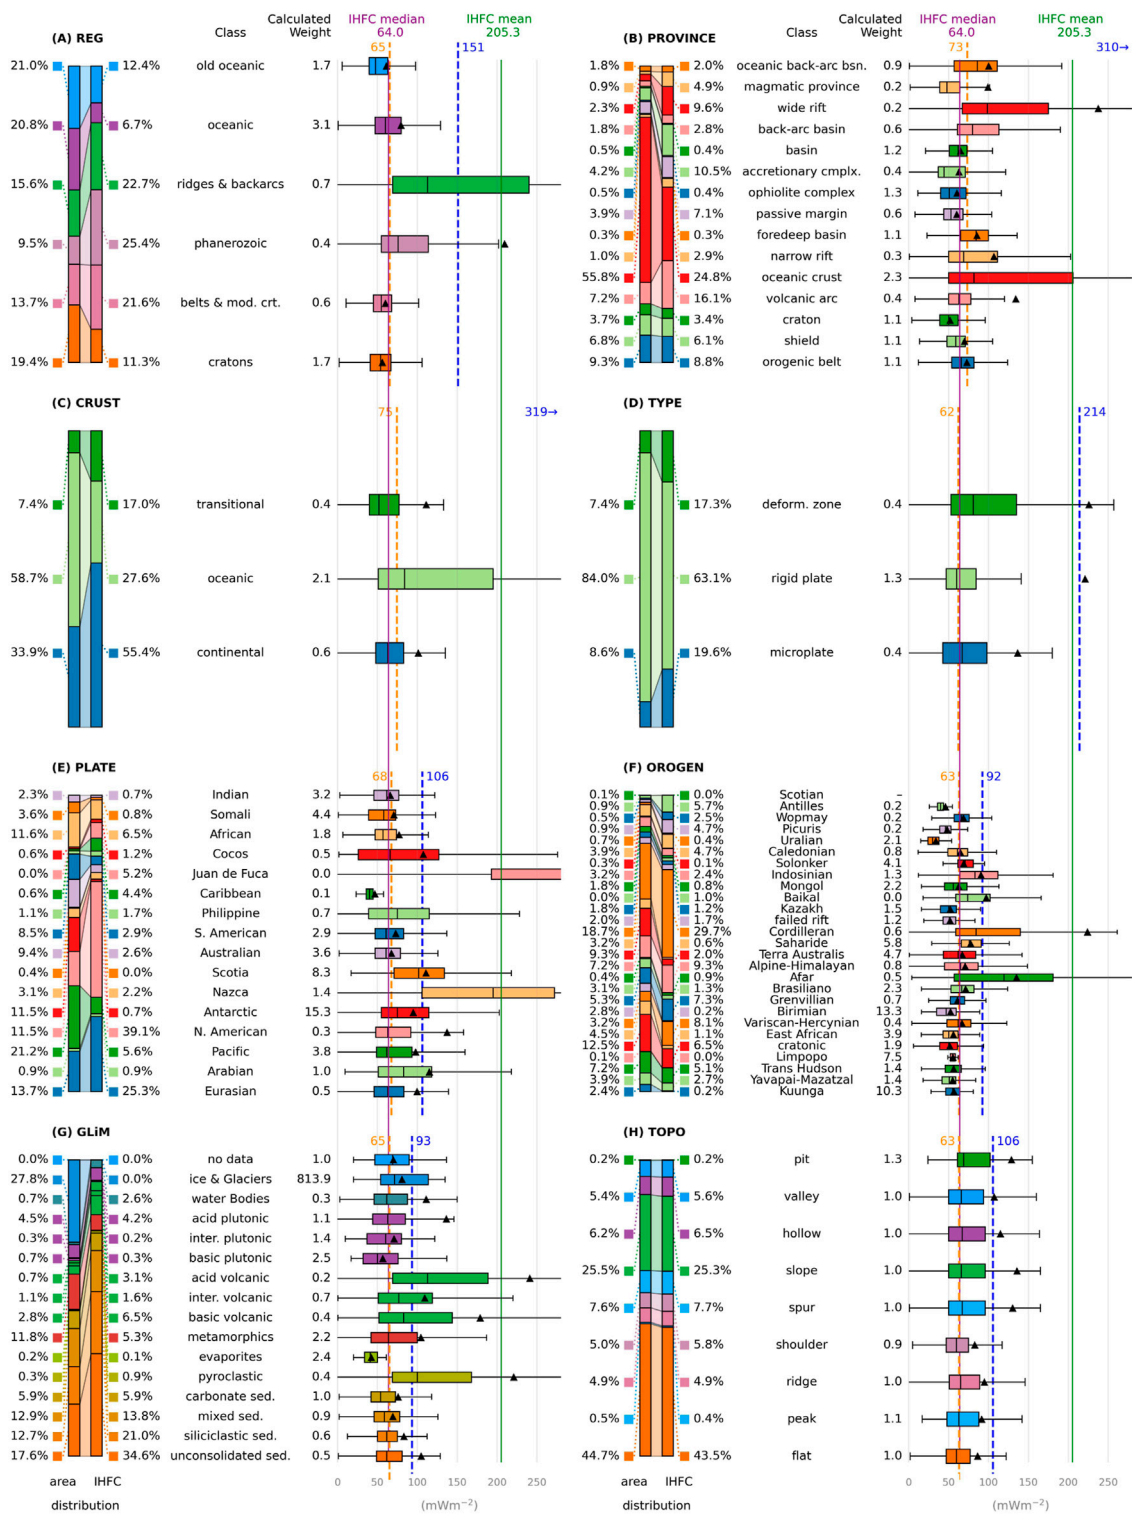 Calculated IHFC median IHFC mean
(A) REG Class Weight 64.0 205.3
65 151
21.0% 12.4% old oceanic 1.7
20.8% 6.7% oceanic 3.1
15.6% 22.7% ridges & backarcs 0.7
9.5% 25.4% phanerozoic 0.4
13.7% 21.6% belts & mod. crt. 0.6
19.4% 11.3% cratons 1.7
Calculated IHFC median IHFC mean
(B) PROVINCE Class Weight 64.0 205.3
73 310→
1.8% 2.0% oceanic back-arc bsn. 0.9
0.9% 4.9% magmatic province 0.2
2.3% 9.6% wide rift 0.2
1.8% 2.8% back-arc basin 0.6
0.5% 0.4% basin 1.2
4.2% 10.5% accretionary cmplx. 0.4
0.5% 0.4% ophiolite complex 1.3
3.9% 7.1% passive margin 0.6
0.3% 0.3% foredeep basin 1.1
1.0% 2.9% narrow rift 0.3
55.8% 24.8% oceanic crust 2.3
7.2% 16.1% volcanic arc 0.4
3.7% 3.4% craton 1.1
6.8% 6.1% shield 1.1
9.3% 8.8% orogenic belt 1.1
(C) CRUST 75 319→
7.4% 17.0% transitional 0.4
58.7% 27.6% oceanic 2.1
33.9% 55.4% continental 0.6
(D) TYPE 62 214
7.4% 17.3% deform. zone 0.4
84.0% 63.1% rigid plate 1.3
8.6% 19.6% microplate 0.4
(E) PLATE 68 106
2.3% 0.7% Indian 3.2
3.6% 0.8% Somali 4.4
11.6% 6.5% African 1.8
0.6% 1.2% Cocos 0.5
0.0% 5.2% Juan de Fuca 0.0
0.6% 4.4% Caribbean 0.1
1.1% 1.7% Philippine 0.7
8.5% 2.9% S. American 2.9
9.4% 2.6% Australian 3.6
0.4% 0.0% Scotia 8.3
3.1% 2.2% Nazca 1.4
11.5% 0.7% Antarctic 15.3
11.5% 39.1% N. American 0.3
21.2% 5.6% Pacific 3.8
0.9% 0.9% Arabian 1.0
13.7% 25.3% Eurasian 0.5
(F) OROGEN 63 92
0.1% 0.0% Scotian –
0.9% 5.7% Antilles 0.2
0.5% 2.5% Wopmay 0.2
0.9% 4.7% Picuris 0.2
0.7% 0.4% Uralian 2.1
3.9% 4.7% Caledonian 0.8
0.3% 0.1% Solonker 4.1
3.2% 2.4% Indosinian 1.3
1.8% 0.8% Mongol 2.2
0.0% 1.0% Baikal 0.0
1.8% 1.2% Kazakh 1.5
2.0% 1.7% failed rift 1.2
18.7% 29.7% Cordilleran 0.6
3.2% 0.6% Saharide 5.8
9.3% 2.0% Terra Australis 4.7
7.2% 9.3% Alpine-Himalayan 0.8
0.4% 0.9% Afar 0.5
3.1% 1.3% Brasiliano 2.3
5.3% 7.3% Grenvillian 0.7
2.8% 0.2% Birimian 13.3
3.2% 8.1% Variscan-Hercynian 0.4
4.5% 1.1% East African 3.9
12.5% 6.5% cratonic 1.9
0.1% 0.0% Limpopo 7.5
7.2% 5.1% Trans Hudson 1.4
3.9% 2.7% Yavapai-Mazatzal 1.4
2.4% 0.2% Kuunga 10.3
(G) GLiM 65 93
0.0% 0.0% no data 1.0
27.8% 0.0% ice & Glaciers 813.9
0.7% 2.6% water Bodies 0.3
4.5% 4.2% acid plutonic 1.1
0.3% 0.2% inter. plutonic 1.4
0.7% 0.3% basic plutonic 2.5
0.7% 3.1% acid volcanic 0.2
1.1% 1.6% inter. volcanic 0.7
2.8% 6.5% basic volcanic 0.4
11.8% 5.3% metamorphics 2.2
0.2% 0.1% evaporites 2.4
0.3% 0.9% pyroclastic 0.4
5.9% 5.9% carbonate sed. 1.0
12.9% 13.8% mixed sed. 0.9
12.7% 21.0% siliciclastic sed. 0.6
17.6% 34.6% unconsolidated sed. 0.5
area IHFC 0 50 100 150 200 250
distribution (mWm−2)
(H) TOPO 63 106
0.2% 0.2% pit 1.3
5.4% 5.6% valley 1.0
6.2% 6.5% hollow 1.0
25.5% 25.3% slope 1.0
7.6% 7.7% spur 1.0
5.0% 5.8% shoulder 0.9
4.9% 4.9% ridge 1.0
0.5% 0.4% peak 1.1
44.7% 43.5% flat 1.0
area IHFC 0 50 100 150 200 250
distribution (mWm−2)